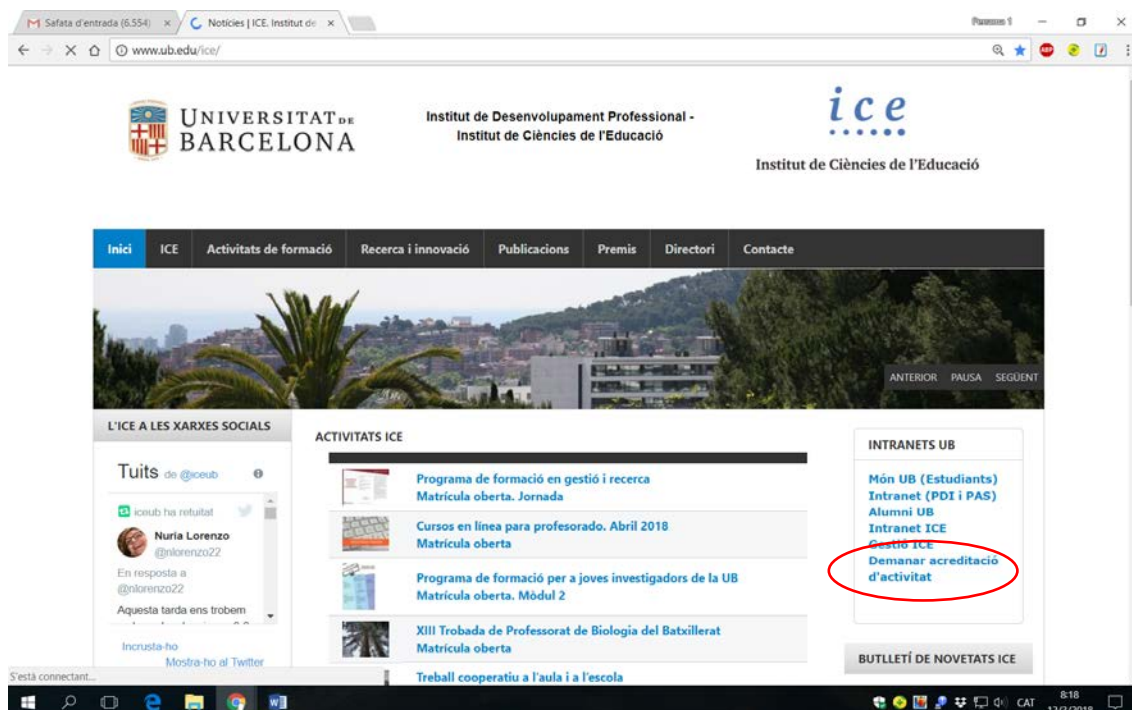 Safata d'entrada (6.554)
Notícies | ICE. Institut de
www.ub.edu/ice/
UNIVERSITAT DE
BARCELONA
Institut de Desenvolupament Professional -
Institut de Ciències de l'Educació
ice
Institut de Ciències de l'Educació
Inici ICE Activitats de formació Recerca i innovació Publicacions Premis Directori Contacte
ANTERIOR PAUSA SEGÜENT
L'ICE A LES XARXES SOCIALS
Tuits de @iceub
iceub ha retuitat
Nuria Lorenzo
@nlorenzo22
En resposta a
@nlorenzo22
Aquesta tarda ens trobem
Incrusta-ho
Mostra-ho al Twitter
ACTIVITATS ICE
Programa de formació en gestió i recerca
Matrícula oberta. Jornada
Cursos en línea para profesorado. Abril 2018
Matrícula oberta
Programa de formació per a joves investigadors de la UB
Matrícula oberta. Mòdul 2
XIII Trobada de Professorat de Biologia del Batxillerat
Matrícula oberta
Treball cooperatiu a l'aula i a l'escola
INTRANETS UB
Món UB (Estudiants)
Intranet (PDI i PAS)
Alumni UB
Intranet ICE
Gestió ICE
Demanar acreditació
d'activitat
BUTLLETÍ DE NOVETATS ICE
S'està connectant...
ABP
CAT
8:18